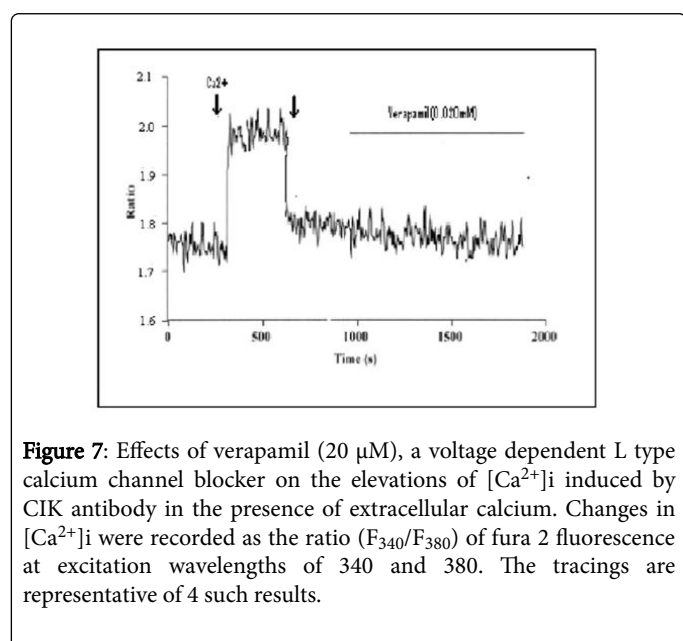 2.1
Ca2+
Verapamil(0.020mM)
2.0
1.9
Ratio
1.8
1.7
1.6
0 500 1000 1500 2000
Time (s)
Figure 7: Effects of verapamil (20 µM), a voltage dependent L type
calcium channel blocker on the elevations of [Ca²⁺]i induced by
CIK antibody in the presence of extracellular calcium. Changes in
[Ca²⁺]i were recorded as the ratio (F₃₄₀/F₃₈₀) of fura 2 fluorescence
at excitation wavelengths of 340 and 380. The tracings are
representative of 4 such results.